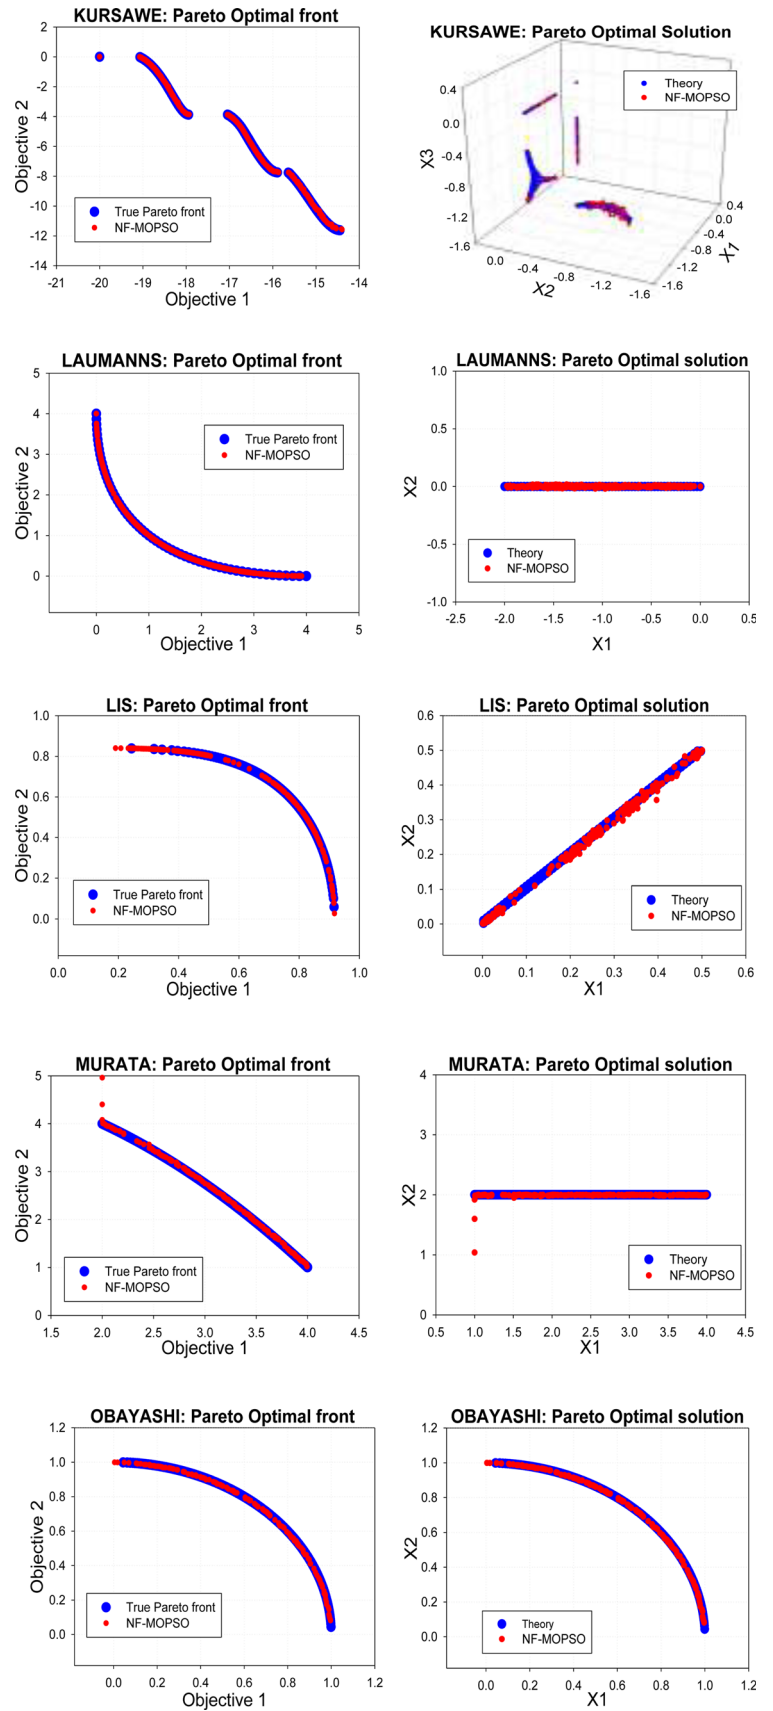 KURSAWE: Pareto Optimal front
2
0
-2
-4
-6
-8
-10
-12
-14
Objective 2
True Pareto front
NF-MOPSO
-21 -20 -19 -18 -17 -16 -15 -14
Objective 1
KURSAWE: Pareto Optimal Solution
Theory
NF-MOPSO
0.4
0.0
-0.4
-0.8
-1.2
-1.6
X3
0.0 -0.4 -0.8 -1.2 -1.6
X2
0.4
0.0
-0.4
-0.8
-1.2
-1.6
X1
LAUMANNS: Pareto Optimal front
5
4
3
2
1
0
Objective 2
True Pareto front
NF-MOPSO
0 1 2 3 4 5
Objective 1
LAUMANNS: Pareto Optimal solution
1.0
0.5
0.0
-0.5
-1.0
X2
Theory
NF-MOPSO
-2.5 -2.0 -1.5 -1.0 -0.5 0.0 0.5
X1
LIS: Pareto Optimal front
1.0
0.8
0.6
0.4
0.2
0.0
Objective 2
True Pareto front
NF-MOPSO
0.0 0.2 0.4 0.6 0.8 1.0
Objective 1
LIS: Pareto Optimal solution
0.6
0.5
0.4
0.3
0.2
0.1
0.0
X2
Theory
NF-MOPSO
0.0 0.1 0.2 0.3 0.4 0.5 0.6
X1
MURATA: Pareto Optimal front
5
4
3
2
1
0
Objective 2
True Pareto front
NF-MOPSO
1.5 2.0 2.5 3.0 3.5 4.0 4.5
Objective 1
MURATA: Pareto Optimal solution
4
3
2
1
0
X2
Theory
NF-MOPSO
0.5 1.0 1.5 2.0 2.5 3.0 3.5 4.0 4.5
X1
OBAYASHI: Pareto Optimal front
1.2
1.0
0.8
0.6
0.4
0.2
0.0
Objective 2
True Pareto front
NF-MOPSO
0.0 0.2 0.4 0.6 0.8 1.0 1.2
Objective 1
OBAYASHI: Pareto Optimal solution
1.2
1.0
0.8
0.6
0.4
0.2
0.0
X2
Theory
NF-MOPSO
0.0 0.2 0.4 0.6 0.8 1.0 1.2
X1